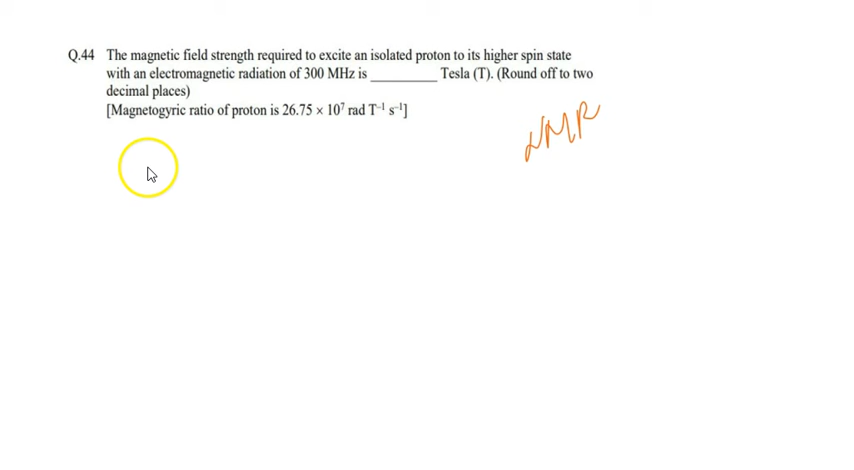 Q.44 The magnetic field strength required to excite an isolated proton to its higher spin state
with an electromagnetic radiation of 300 MHz is __________ Tesla (T). (Round off to two
decimal places)
[Magnetogyric ratio of proton is 26.75 × 10⁷ rad T⁻¹ s⁻¹]
NMR